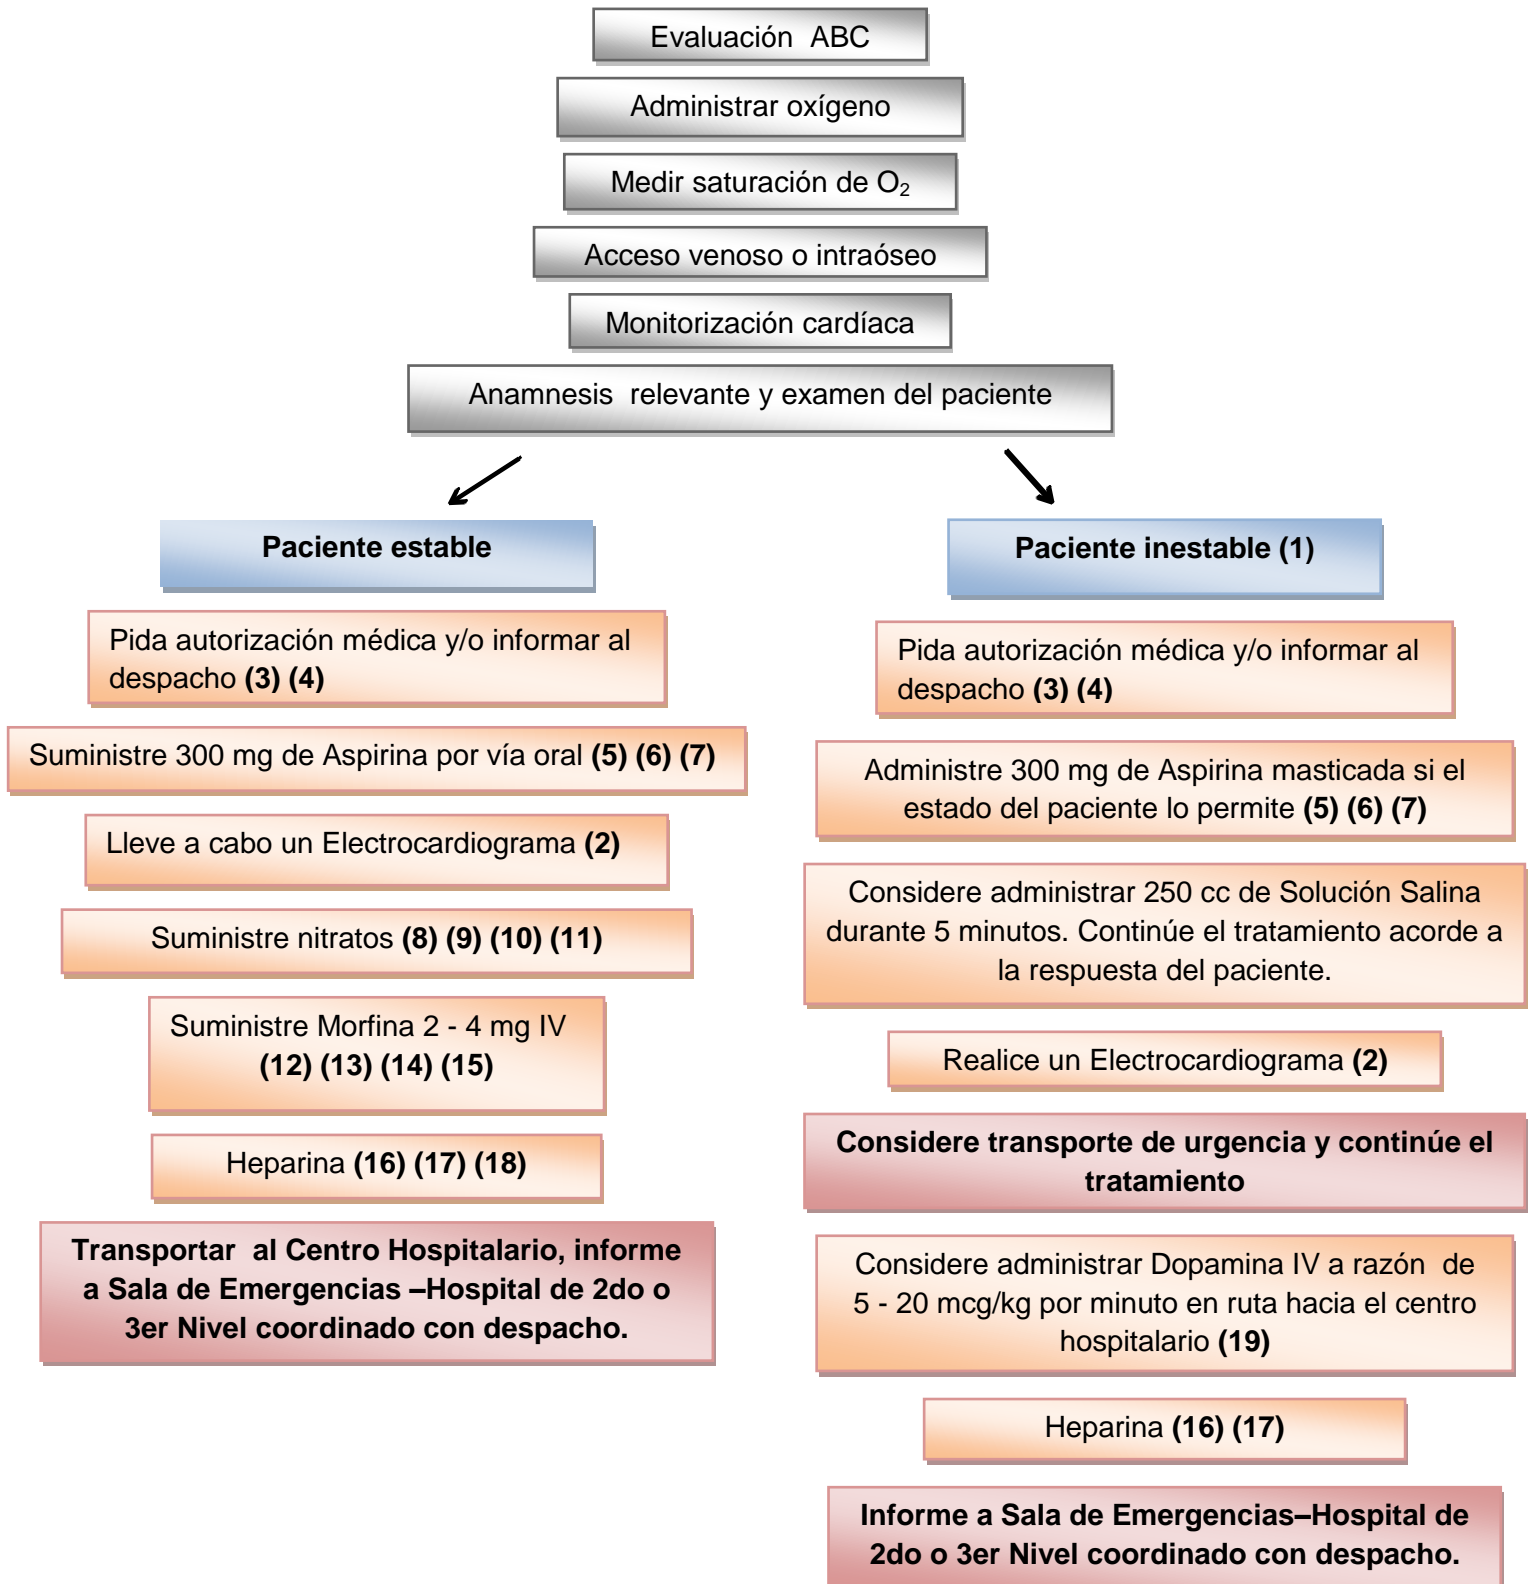 Evaluación ABC
Administrar oxígeno
Medir saturación de O₂
Acceso venoso o intraóseo
Monitorización cardíaca
Anamnesis relevante y examen del paciente
Paciente estable
Pida autorización médica y/o informar al
despacho (3) (4)
Suministre 300 mg de Aspirina por vía oral (5) (6) (7)
Lleve a cabo un Electrocardiograma (2)
Suministre nitratos (8) (9) (10) (11)
Suministre Morfina 2 - 4 mg IV
(12) (13) (14) (15)
Heparina (16) (17) (18)
Transportar al Centro Hospitalario, informe
a Sala de Emergencias –Hospital de 2do o
3er Nivel coordinado con despacho.
Paciente inestable (1)
Pida autorización médica y/o informar al
despacho (3) (4)
Administre 300 mg de Aspirina masticada si el
estado del paciente lo permite (5) (6) (7)
Considere administrar 250 cc de Solución Salina
durante 5 minutos. Continúe el tratamiento acorde a
la respuesta del paciente.
Realice un Electrocardiograma (2)
Considere transporte de urgencia y continúe el
tratamiento
Considere administrar Dopamina IV a razón de
5 - 20 mcg/kg por minuto en ruta hacia el centro
hospitalario (19)
Heparina (16) (17)
Informe a Sala de Emergencias–Hospital de
2do o 3er Nivel coordinado con despacho.